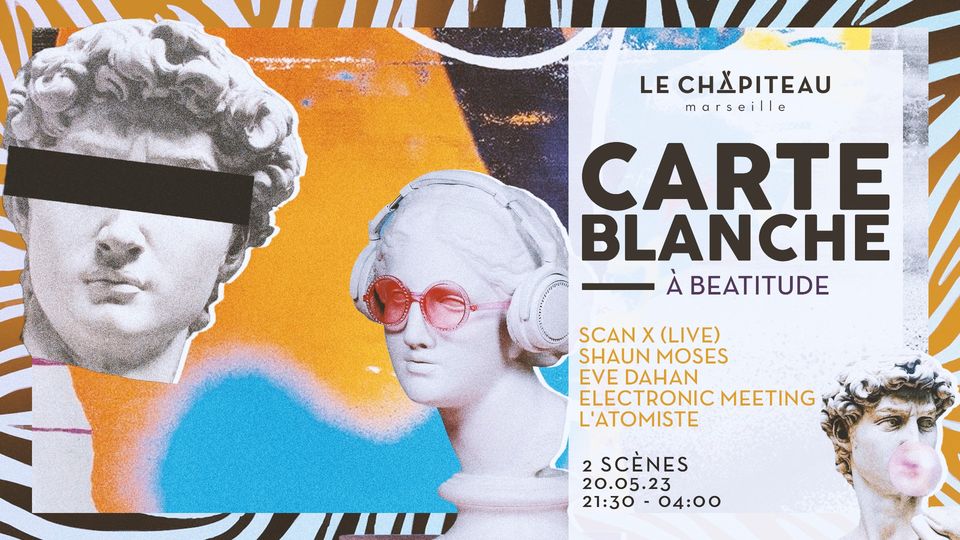 LE CHAPITEAU
marseille
CARTE
BLANCHE
À BEATITUDE
SCAN X (LIVE)
SHAUN MOSES
EVE DAHAN
ELECTRONIC MEETING
L'ATOMISTE
2 SCÈNES
20.05.23
21:30 - 04:00